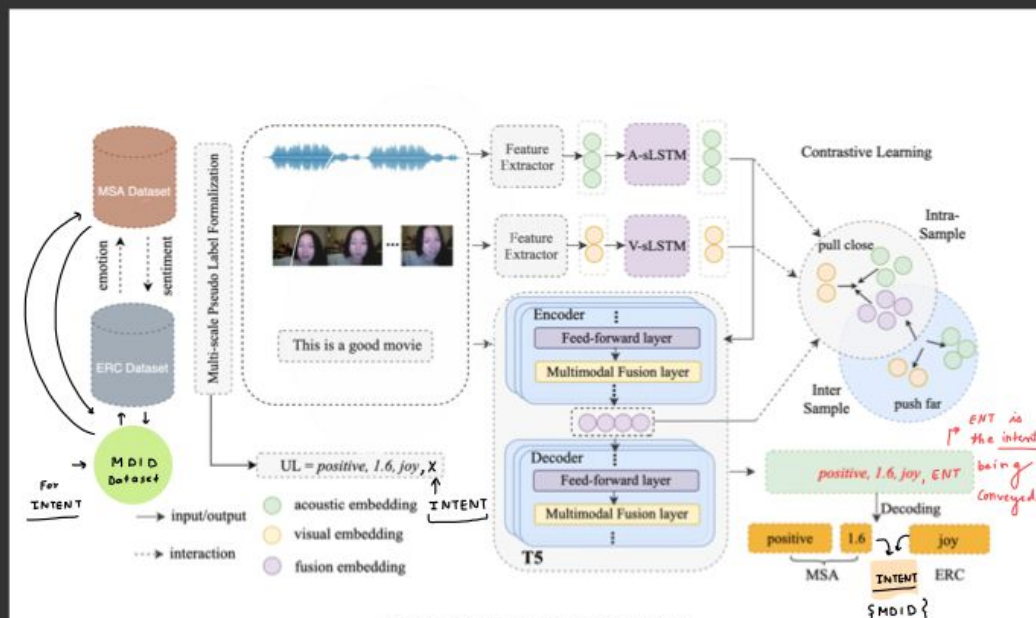 MSA Dataset
emotion
sentiment
ERC Dataset
For
INTENT
MDID
Dataset
input/output
interaction
Multi-scale Pseudo Label Formalization
This is a good movie
UL = positive, 1.6, joy, X
INTENT
acoustic embedding
visual embedding
fusion embedding
Feature
Extractor
A-sLSTM
Feature
Extractor
V-sLSTM
Encoder
Feed-forward layer
Multimodal Fusion layer
Decoder
Feed-forward layer
Multimodal Fusion layer
T5
Contrastive Learning
Intra-
Sample
pull close
Inter
Sample
push far
ENT is
the intent
being
Conveyed
positive, 1.6, joy, ENT
Decoding
positive
1.6
joy
MSA
INTENT
ERC
{MDID}